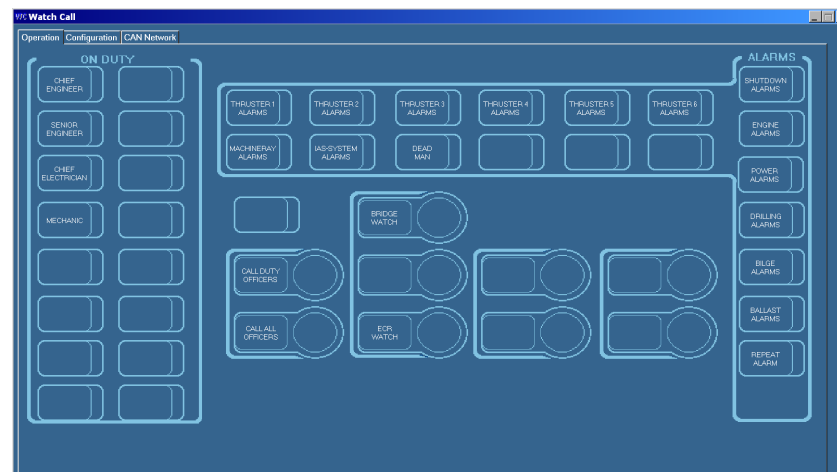 Watch Call
Operation Configuration CAN Network
ON DUTY
CHIEF
ENGINEER
SENIOR
ENGINEER
CHIEF
ELECTRICIAN
MECHANIC
THRUSTER 1
ALARMS
THRUSTER 2
ALARMS
THRUSTER 3
ALARMS
THRUSTER 4
ALARMS
THRUSTER 5
ALARMS
THRUSTER 6
ALARMS
MACHINERAY
ALARMS
IAS-SYSTEM
ALARMS
DEAD
MAN
BRIDGE
WATCH
CALL DUTY
OFFICERS
CALL ALL
OFFICERS
ECR
WATCH
ALARMS
SHUTDOWN
ALARMS
ENGINE
ALARMS
POWER
ALARMS
DRILLING
ALARMS
BILGE
ALARMS
BALLAST
ALARMS
REPEAT
ALARM